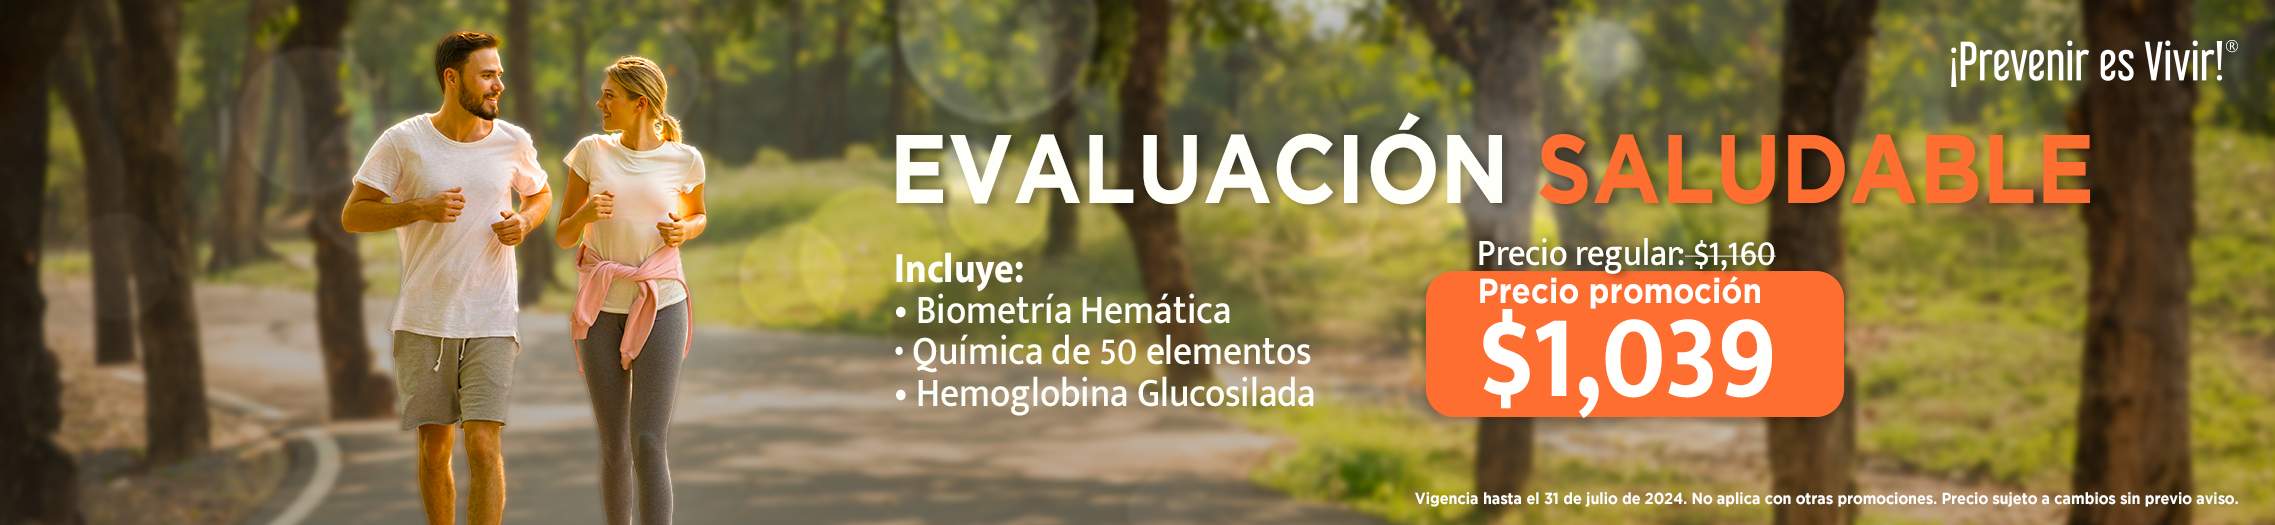 ¡Prevenir es Vivir!®
EVALUACIÓN SALUDABLE
Incluye:
• Biometría Hemática
• Química de 50 elementos
• Hemoglobina Glucosilada
Precio regular: $1,160
Precio promoción
$1,039
Vigencia hasta el 31 de julio de 2024. No aplica con otras promociones. Precio sujeto a cambios sin previo aviso.